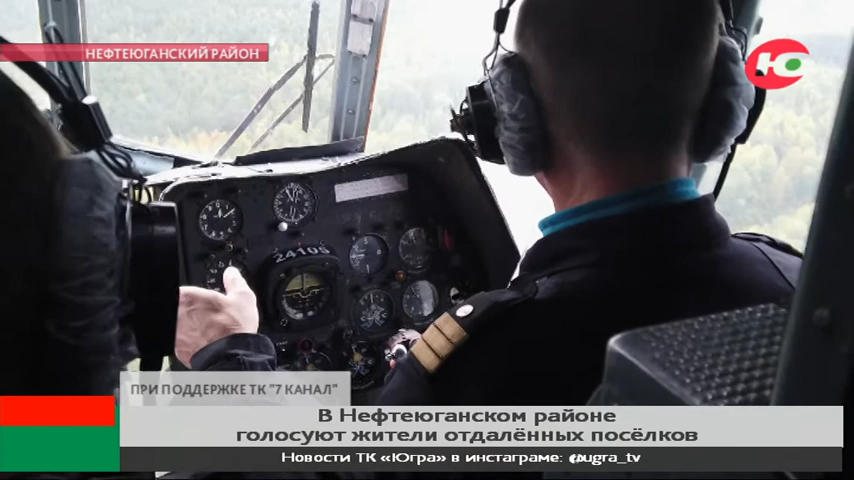 НЕФТЕЮГАНСКИЙ РАЙОН
Ю
24105
ПРИ ПОДДЕРЖКЕ ТК "7 КАНАЛ"
В Нефтеюганском районе
голосуют жители отдалённых посёлков
Новости ТК «Югра» в инстаграме: @ugra_tv